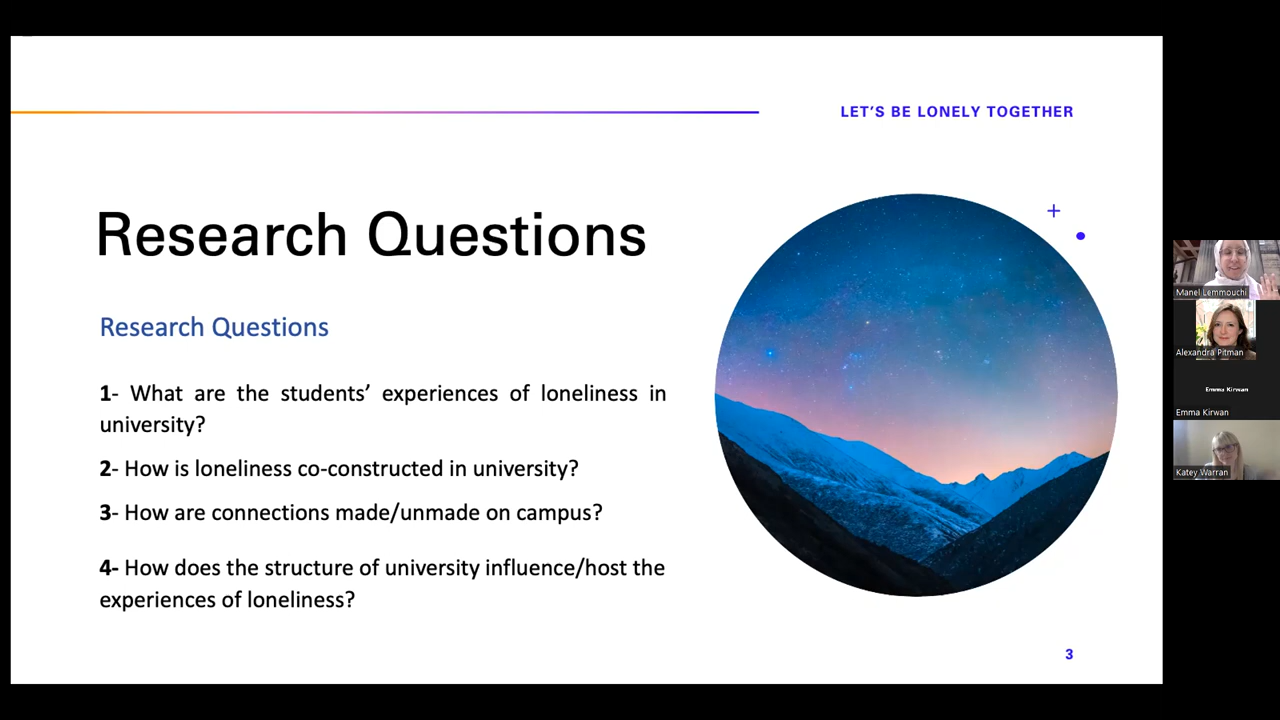 LET'S BE LONELY TOGETHER
Research Questions
Research Questions
1- What are the students' experiences of loneliness in
university?
2- How is loneliness co-constructed in university?
3- How are connections made/unmade on campus?
4- How does the structure of university influence/host the
experiences of loneliness?
3
Manel Lemmouchi
Alexandra Pitman
Emma Kirwan
Emma Kirwan
Katey Warran